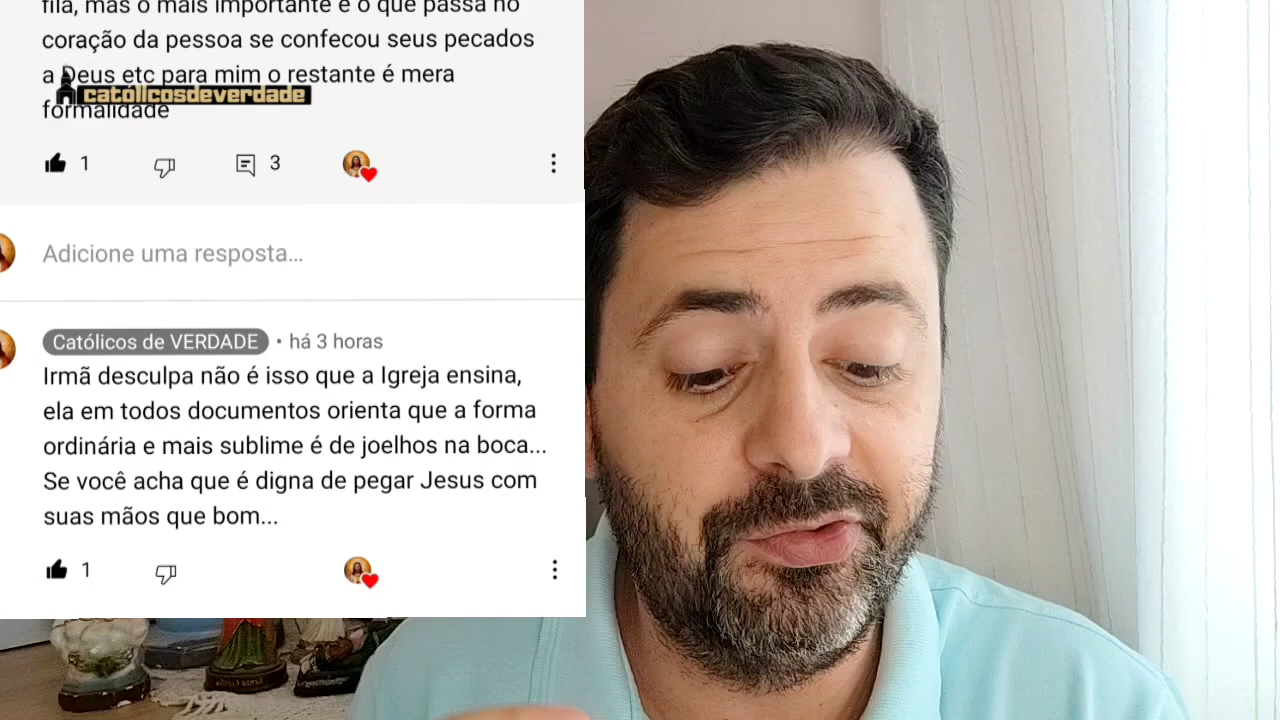 fila, mas o mais importante é o que passa no
coração da pessoa se confecou seus pecados
a Deus etc para mim o restante é mera
católicosdeverdade
formalidade
1
3
Adicione uma resposta...
Católicos de VERDADE • há 3 horas
Irmã desculpa não é isso que a Igreja ensina,
ela em todos documentos orienta que a forma
ordinária e mais sublime é de joelhos na boca...
Se você acha que é digna de pegar Jesus com
suas mãos que bom...
1